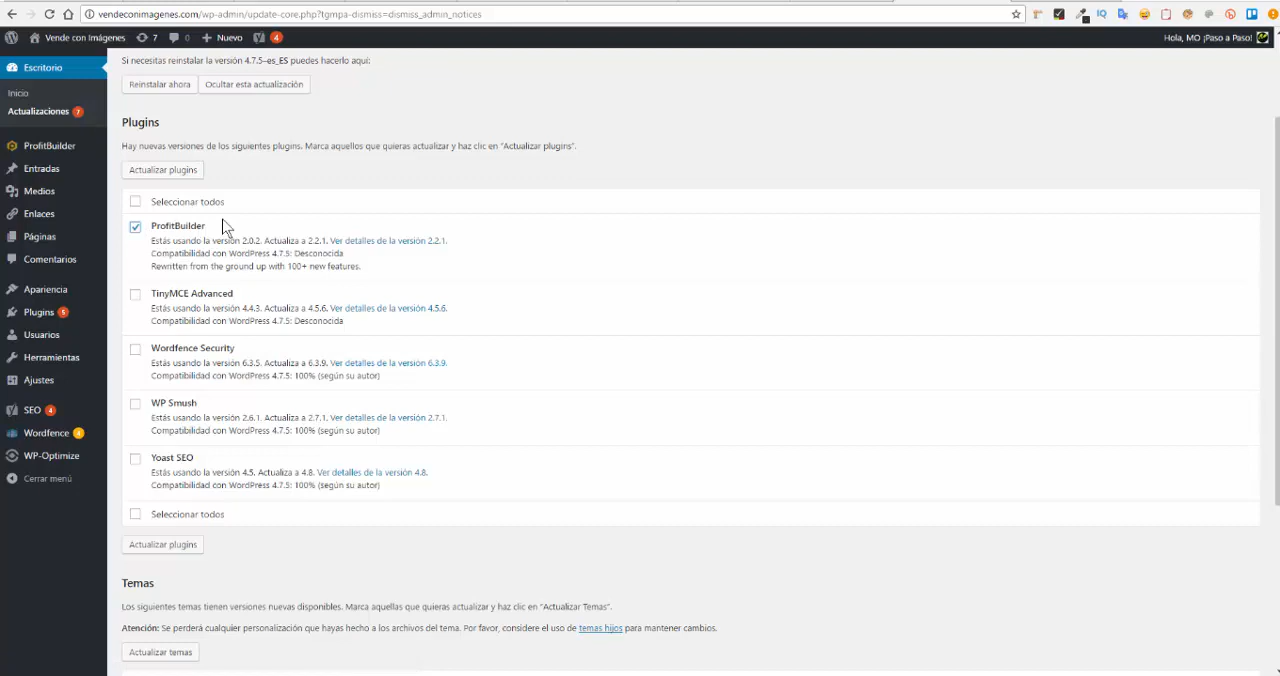 vendeconimagenes.com/wp-admin/update-core.php?tgmpa-dismiss=dismiss_admin_notices
Vende con Imágenes 7 0 Nuevo 4 Hola, MO ¡Paso a Paso!
Escritorio
Inicio
Actualizaciones 7
ProfitBuilder
Entradas
Medios
Enlaces
Páginas
Comentarios
Apariencia
Plugins 5
Usuarios
Herramientas
Ajustes
SEO 4
Wordfence 4
WP-Optimize
Cerrar menú
Si necesitas reinstalar la versión 4.7.5–es_ES puedes hacerlo aquí:
Reinstalar ahora Ocultar esta actualización
Plugins
Hay nuevas versiones de los siguientes plugins. Marca aquellos que quieras actualizar y haz clic en "Actualizar plugins".
Actualizar plugins
Seleccionar todos
ProfitBuilder
Estás usando la versión 2.0.2. Actualiza a 2.2.1. Ver detalles de la versión 2.2.1.
Compatibilidad con WordPress 4.7.5: Desconocida
Rewritten from the ground up with 100+ new features.
TinyMCE Advanced
Estás usando la versión 4.4.3. Actualiza a 4.5.6. Ver detalles de la versión 4.5.6.
Compatibilidad con WordPress 4.7.5: Desconocida
Wordfence Security
Estás usando la versión 6.3.5. Actualiza a 6.3.9. Ver detalles de la versión 6.3.9.
Compatibilidad con WordPress 4.7.5: 100% (según su autor)
WP Smush
Estás usando la versión 2.6.1. Actualiza a 2.7.1. Ver detalles de la versión 2.7.1.
Compatibilidad con WordPress 4.7.5: 100% (según su autor)
Yoast SEO
Estás usando la versión 4.5. Actualiza a 4.8. Ver detalles de la versión 4.8.
Compatibilidad con WordPress 4.7.5: 100% (según su autor)
Seleccionar todos
Actualizar plugins
Temas
Los siguientes temas tienen versiones nuevas disponibles. Marca aquellas que quieras actualizar y haz clic en "Actualizar Temas".
Atención: Se perderá cualquier personalización que hayas hecho a los archivos del tema. Por favor, considere el uso de temas hijos para mantener cambios.
Actualizar temas